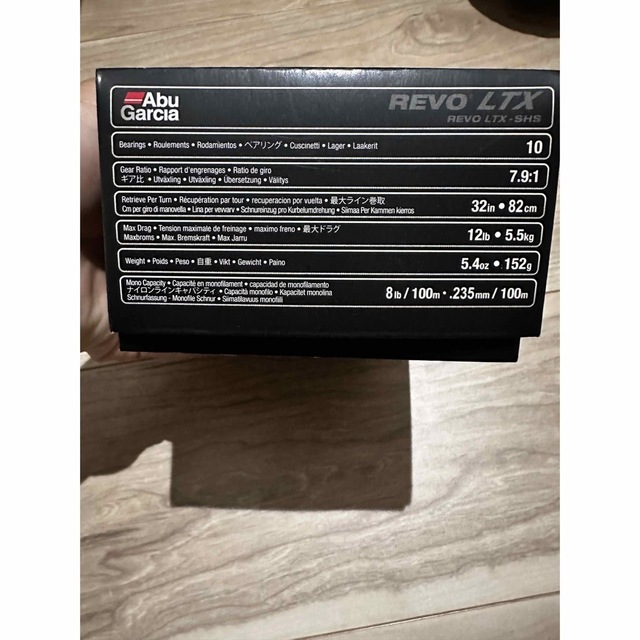 Abu
Garcia
REVO LTX
REVO LTX-SHS
Bearings • Roulements • Rodamientos • ベアリング • Cuscinetti • Lager • Laakerit
10
Gear Ratio • Rapport d'engrenages • Ratio de giro
ギア比 • Utväxling • Utväxling • Übersetzung • Välitys
7.9:1
Retrieve Per Turn • Récupération par tour • recuperacion por vuelta • 最大ライン巻取
Cm per giro di manovella • Lina per vevvarv • Schnureinzug pro Kurbelumdrehung • Siimaa Per Kammen kierros
32in • 82cm
Max Drag • Tension maximale de freinage • maximo freno • 最大ドラグ
Maxbroms • Max. Bremskraft • Max Jarru
12lb • 5.5kg
Weight • Poids • Peso • 自重 • Vikt • Gewicht • Paino
5.4oz • 152g
Mono Capacity • Capacité en monofilament • capacidad de monofilamento
ナイロンラインキャパシティ • Capacità monofilo • Kapacitet monolina
Schnurfassung - Monofile Schnur • Siimatilavuus monofiili
8lb/100m • .235mm/100m